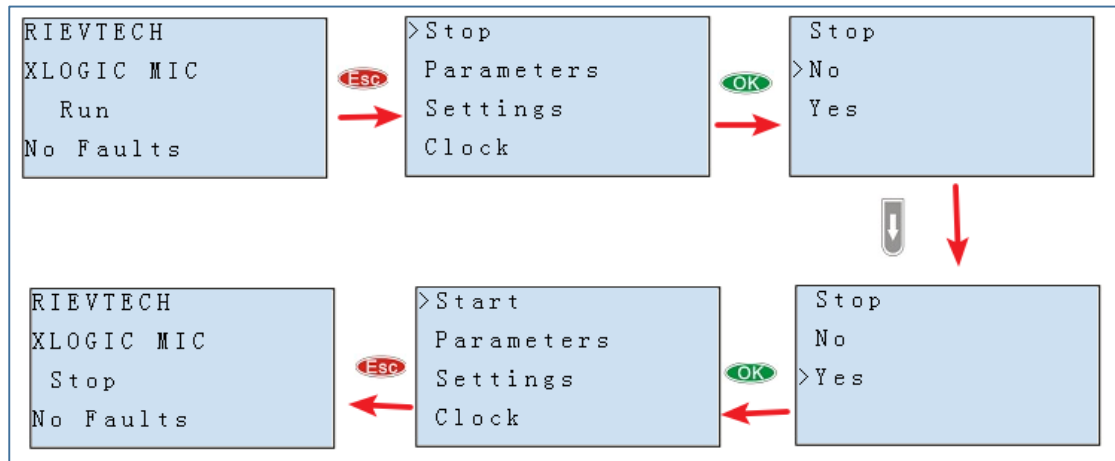 RIEVTECH
XLOGIC MIC
Run
No Faults
Esc
>Stop
Parameters
Settings
Clock
OK
Stop
>No
Yes
Stop
No
>Yes
OK
>Start
Parameters
Settings
Clock
Esc
RIEVTECH
XLOGIC MIC
Stop
No Faults